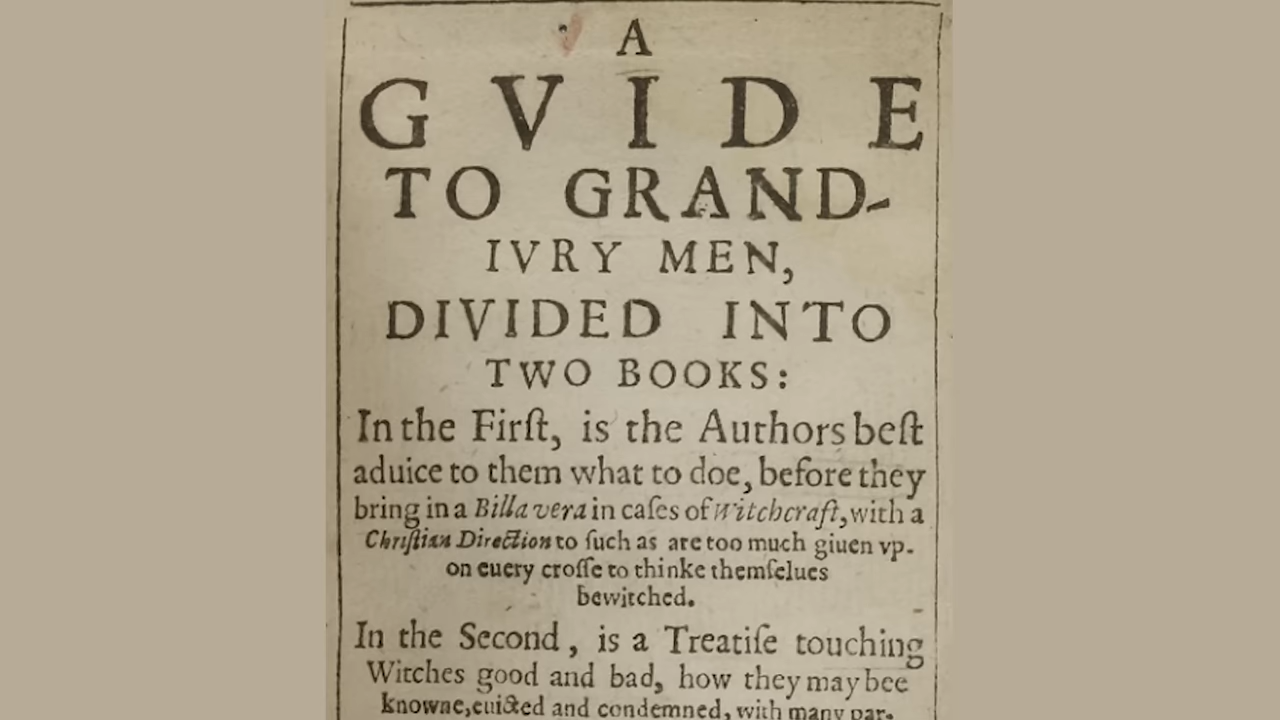 A
GVIDE
TO GRAND-
IVRY MEN,
DIVIDED INTO
TWO BOOKS:
In the Firſt, is the Authors beſt
aduice to them what to doe, before they
bring in a Billa vera in caſes of Witchcraft, with a
Chriſtian Direction to ſuch as are too much giuen vp-
on euery croſſe to thinke themſelues
bewitched.
In the Second, is a Treatiſe touching
Witches good and bad, how they may bee
knowne, euicted and condemned, with many par-